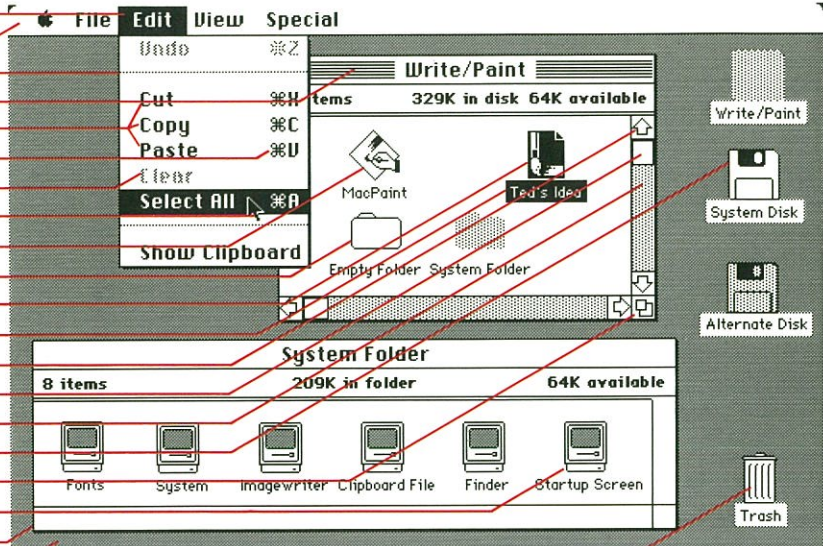 File Edit View Special
Undo ⌘Z
Cut ⌘X
Copy ⌘C
Paste ⌘V
Clear
Select All ⌘A
Show Clipboard
Write/Paint
items 329K in disk 64K available
MacPaint
Ted's Idea
Empty Folder
System Folder
Write/Paint
System Disk
Alternate Disk
System Folder
8 items 209K in folder 64K available
Fonts
System
Imagewriter
Clipboard File
Finder
Startup Screen
Trash